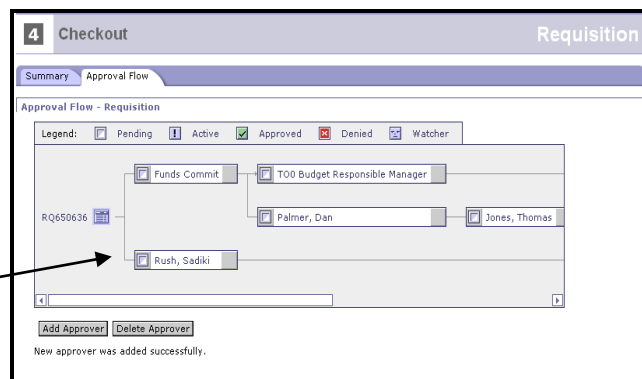 4 Checkout Requisition
Summary Approval Flow
Approval Flow - Requisition
Legend: Pending Active Approved Denied Watcher
Funds Commit T00 Budget Responsible Manager
RQ650636 Palmer, Dan Jones, Thomas
Rush, Sadiki
Add Approver Delete Approver
New approver was added successfully.